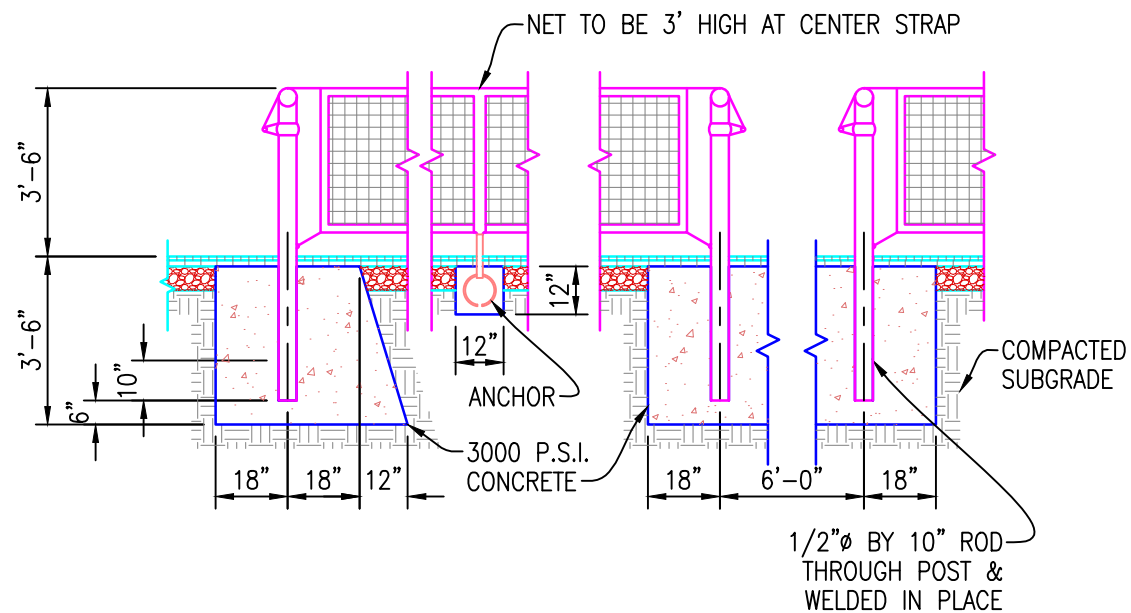 NET TO BE 3' HIGH AT CENTER STRAP
3'-6"
3'-6"
10"
6"
12"
12"
ANCHOR
COMPACTED
SUBGRADE
3000 P.S.I.
CONCRETE
18"
18"
12"
18"
6'-0"
18"
1/2"ø BY 10" ROD
THROUGH POST &
WELDED IN PLACE